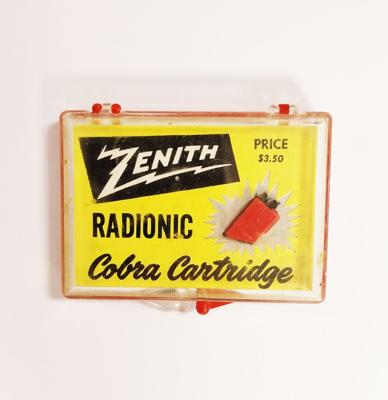 ZENITH
PRICE
$3.50
RADIONIC
Cobra Cartridge